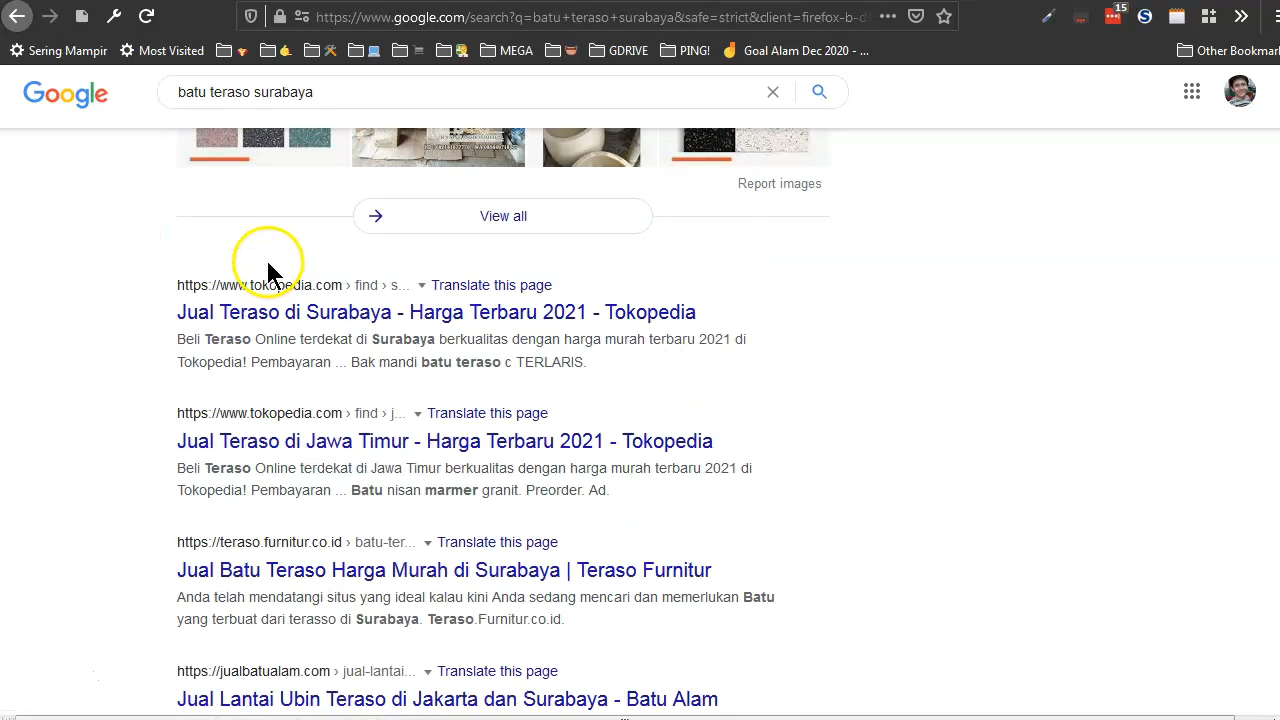 https://www.google.com/search?q=batu+teraso+surabaya&safe=strict&client=firefox-b-d
15
Sering Mampir Most Visited MEGA GDRIVE PING! Goal Alam Dec 2020 - ... Other Bookmar
Google batu teraso surabaya
Report images
View all
https://www.tokopedia.com › find › s... Translate this page
Jual Teraso di Surabaya - Harga Terbaru 2021 - Tokopedia
Beli Teraso Online terdekat di Surabaya berkualitas dengan harga murah terbaru 2021 di
Tokopedia! Pembayaran ... Bak mandi batu teraso c TERLARIS.
https://www.tokopedia.com › find › j... Translate this page
Jual Teraso di Jawa Timur - Harga Terbaru 2021 - Tokopedia
Beli Teraso Online terdekat di Jawa Timur berkualitas dengan harga murah terbaru 2021 di
Tokopedia! Pembayaran ... Batu nisan marmer granit. Preorder. Ad.
https://teraso.furnitur.co.id › batu-ter... Translate this page
Jual Batu Teraso Harga Murah di Surabaya | Teraso Furnitur
Anda telah mendatangi situs yang ideal kalau kini Anda sedang mencari dan memerlukan Batu
yang terbuat dari terasso di Surabaya. Teraso.Furnitur.co.id.
https://jualbatualam.com › jual-lantai... Translate this page
Jual Lantai Ubin Teraso di Jakarta dan Surabaya - Batu Alam